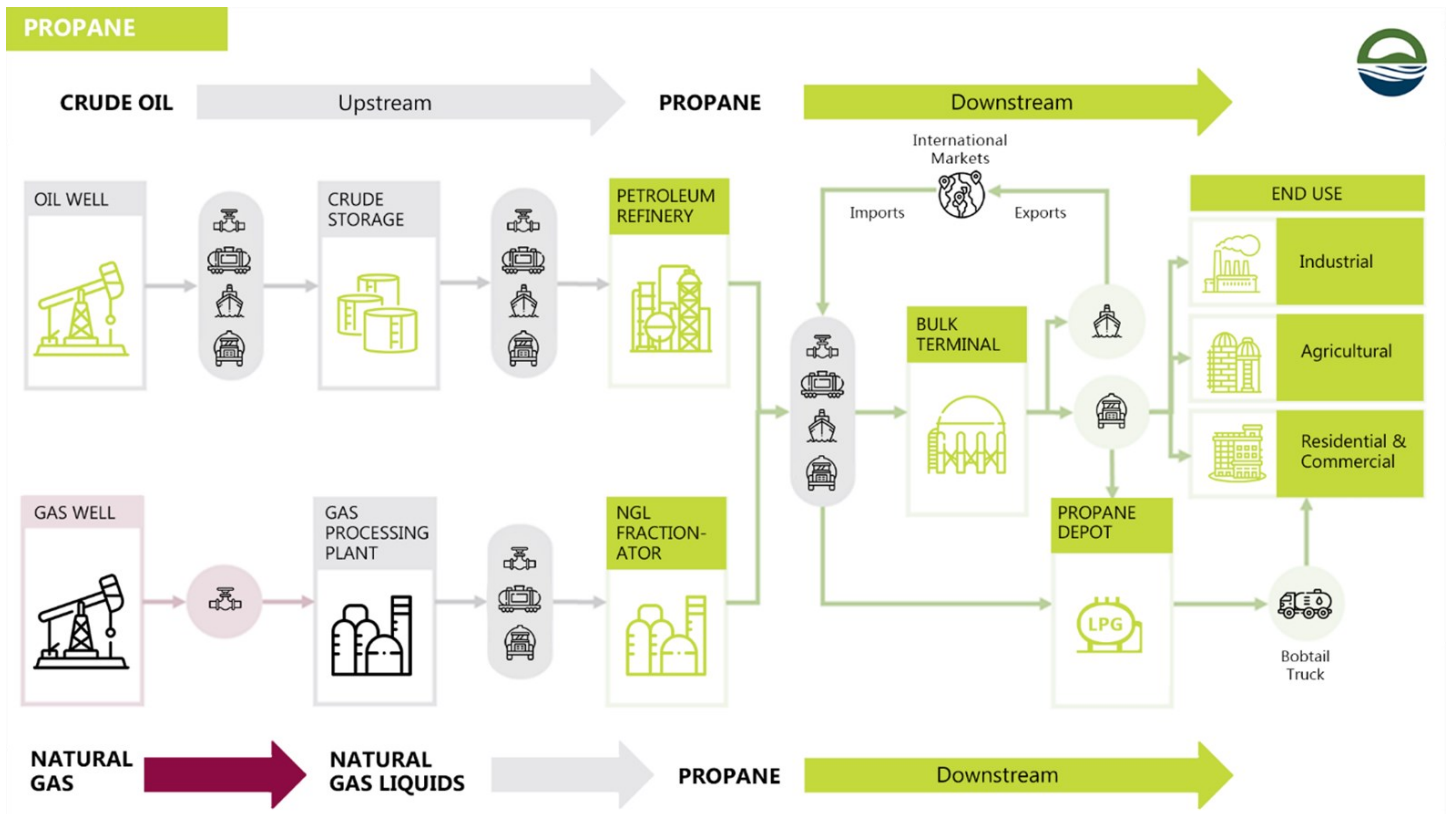 PROPANE
CRUDE OIL
Upstream
PROPANE
Downstream
International
Markets
Imports
Exports
OIL WELL
CRUDE
STORAGE
PETROLEUM
REFINERY
BULK
TERMINAL
END USE
Industrial
Agricultural
Residential &
Commercial
GAS WELL
GAS
PROCESSING
PLANT
NGL
FRACTION-
ATOR
PROPANE
DEPOT
LPG
Bobtail
Truck
NATURAL
GAS
NATURAL
GAS LIQUIDS
PROPANE
Downstream